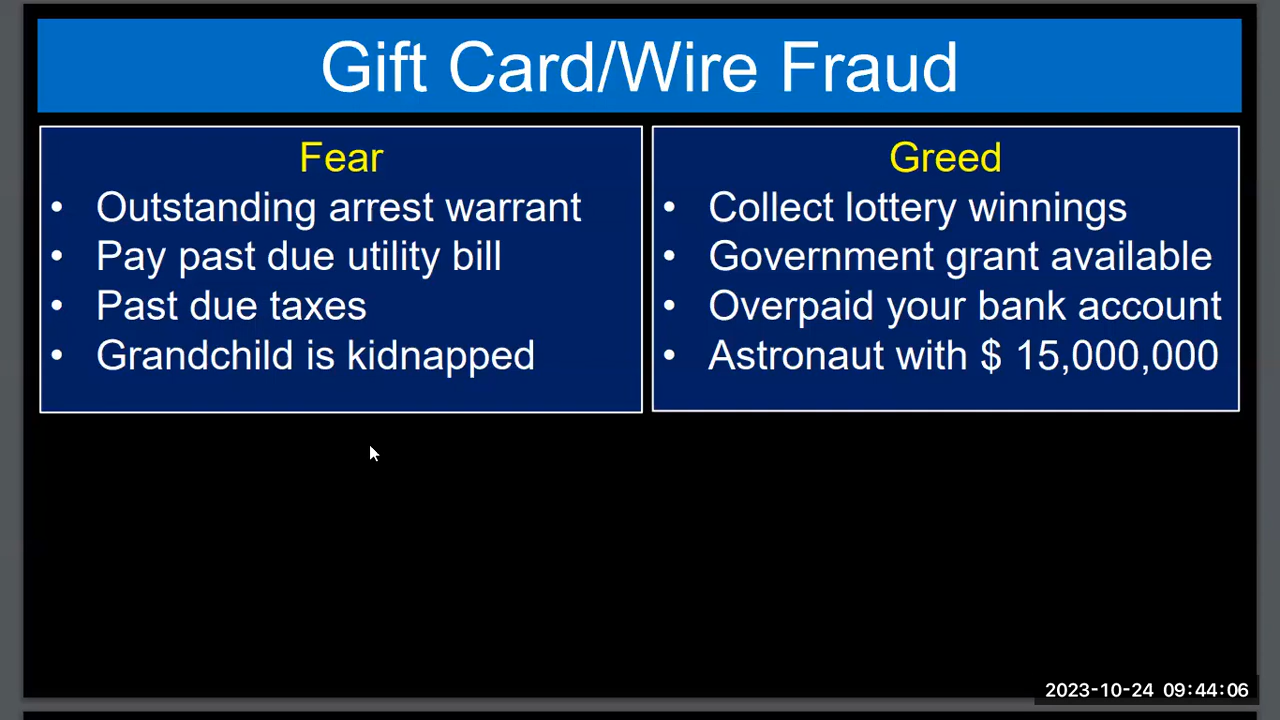 Gift Card/Wire Fraud
Fear
• Outstanding arrest warrant
• Pay past due utility bill
• Past due taxes
• Grandchild is kidnapped
Greed
• Collect lottery winnings
• Government grant available
• Overpaid your bank account
• Astronaut with $ 15,000,000
2023-10-24 09:44:06